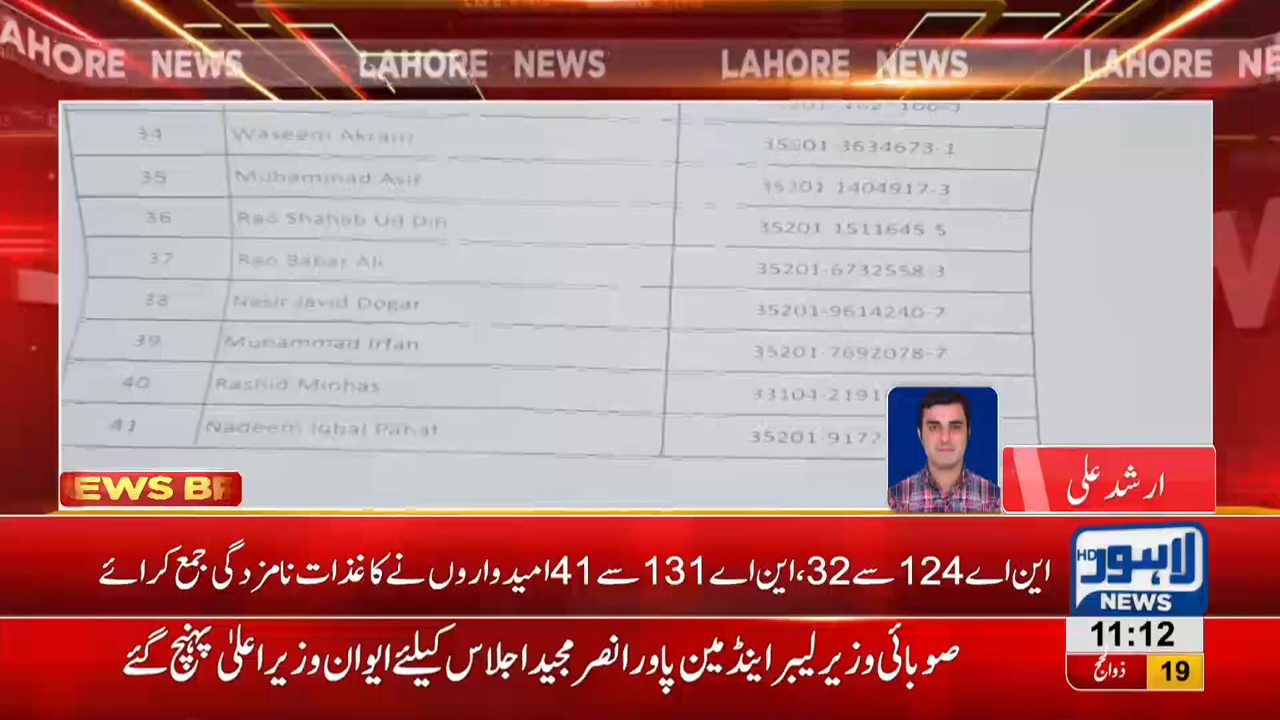 LAHORE NEWS LAHORE NEWS LAHORE NEWS LAHORE NE
34 Waseem Akram 35201-3634673-1
35 Muhammad Asif 35201 1404917-3
36 Rao Shahab Ud Din 35201 1511645 5
37 Rao Babar Ali 35201-6732558-3
38 Nasir Javid Dogar 35201-9614240-7
39 Muhammad Irfan 35201-7692078-7
40 Rashid Minhas 33104-2191
41 Nadeem Iqbal 35201-9177
ارشد علی
EWS BR
این اے 124 سے 32، این اے 131 سے 41 امیدواروں نے کاغذات نامزدگی جمع کرائے
لاہور HD
NEWS
صوبائی وزیر لیبر اینڈ مین پاور انصر مجید اجلاس کیلئے ایوان وزیر اعلیٰ پہنچ گئے
11:12
19 ذوالحج